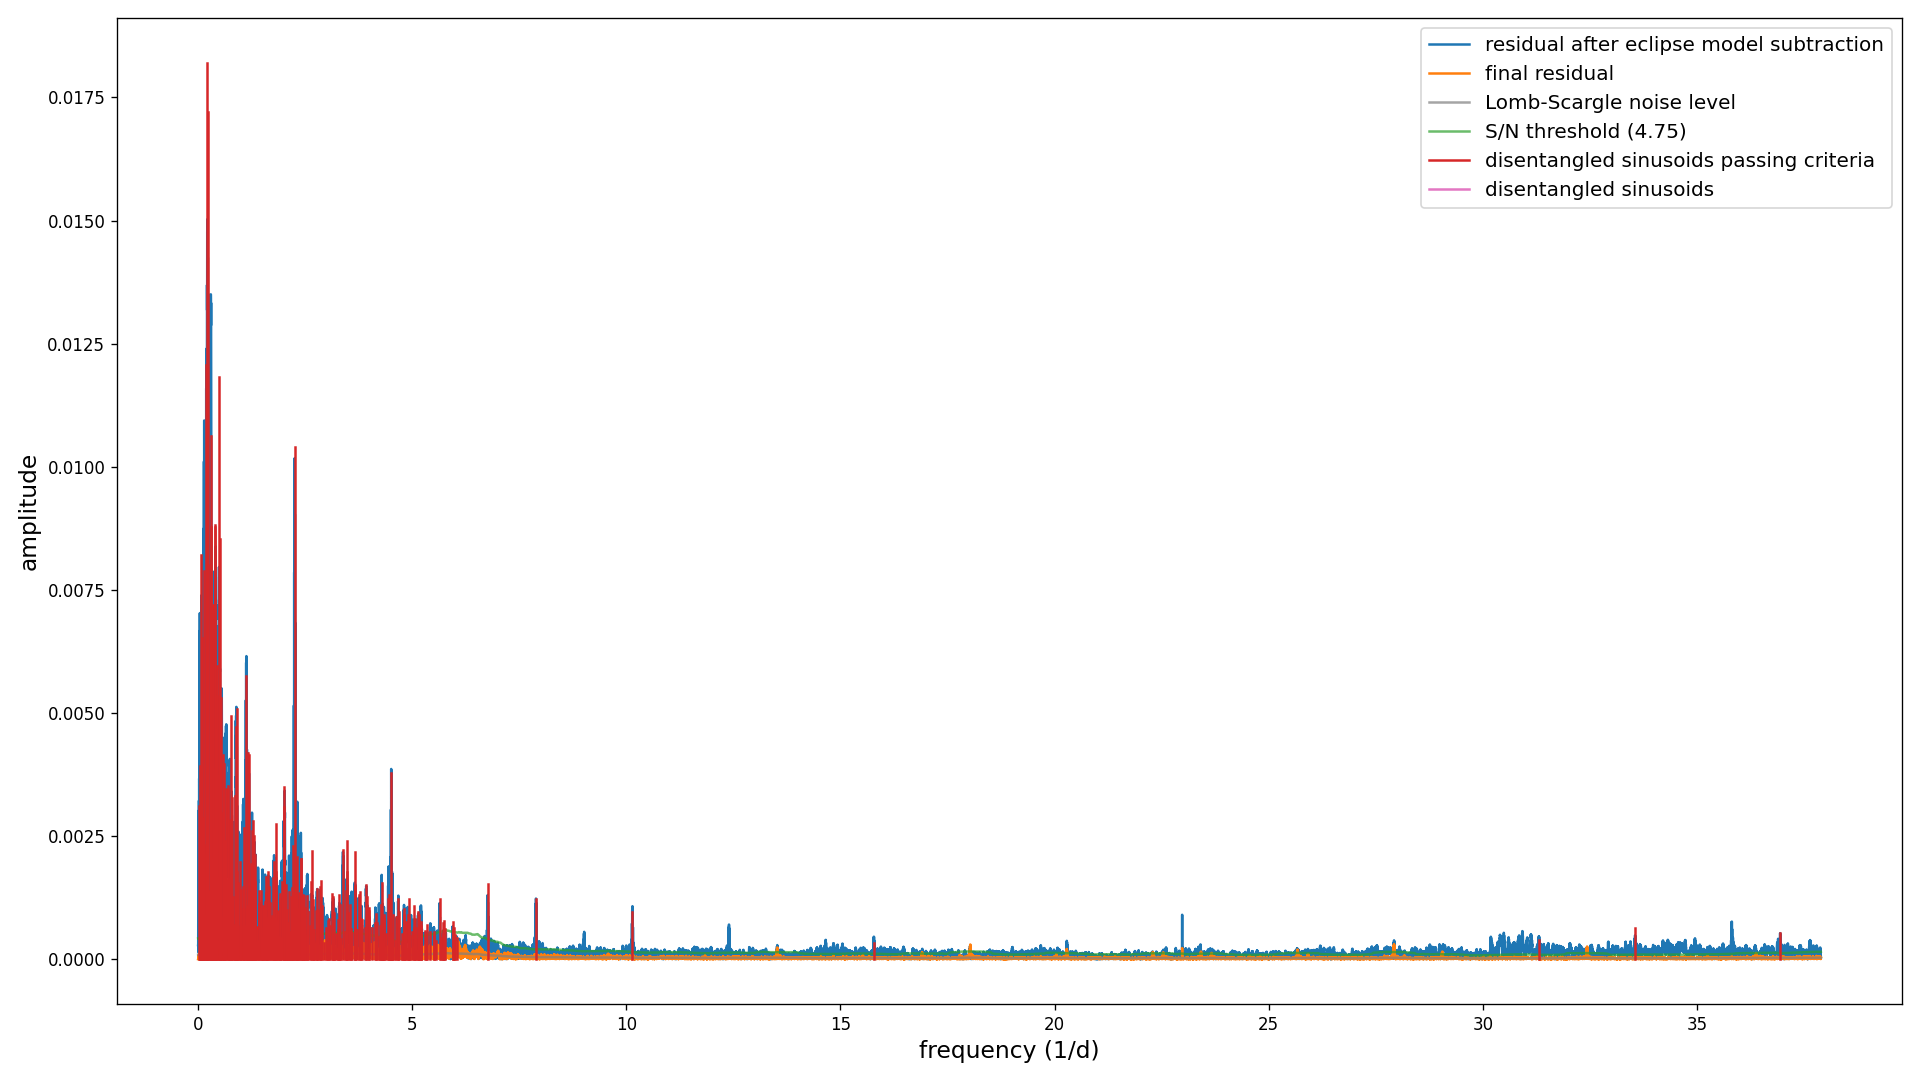 residual after eclipse model subtraction
final residual
Lomb-Scargle noise level
S/N threshold (4.75)
disentangled sinusoids passing criteria
disentangled sinusoids
0.0175
0.0150
0.0125
0.0100
0.0075
0.0050
0.0025
0.0000
amplitude
0 5 10 15 20 25 30 35
frequency (1/d)